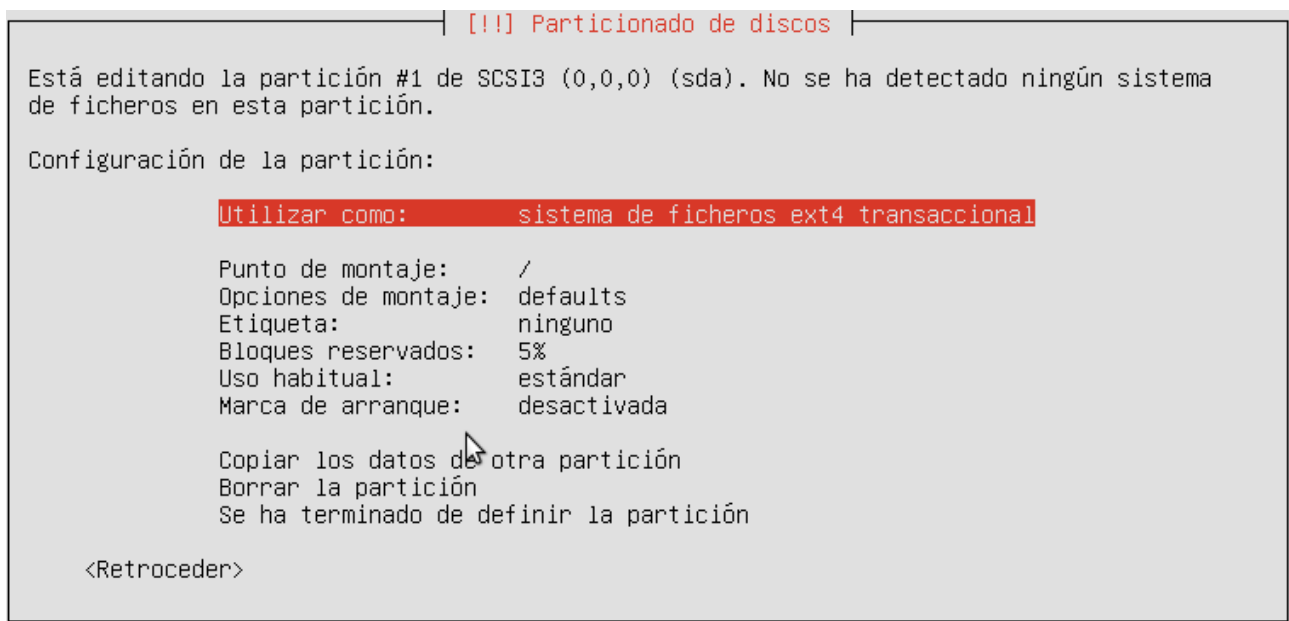 [!!] Particionado de discos
Está editando la partición #1 de SCSI3 (0,0,0) (sda). No se ha detectado ningún sistema
de ficheros en esta partición.
Configuración de la partición:
Utilizar como: sistema de ficheros ext4 transaccional
Punto de montaje: /
Opciones de montaje: defaults
Etiqueta: ninguno
Bloques reservados: 5%
Uso habitual: estándar
Marca de arranque: desactivada
Copiar los datos de otra partición
Borrar la partición
Se ha terminado de definir la partición
<Retroceder>